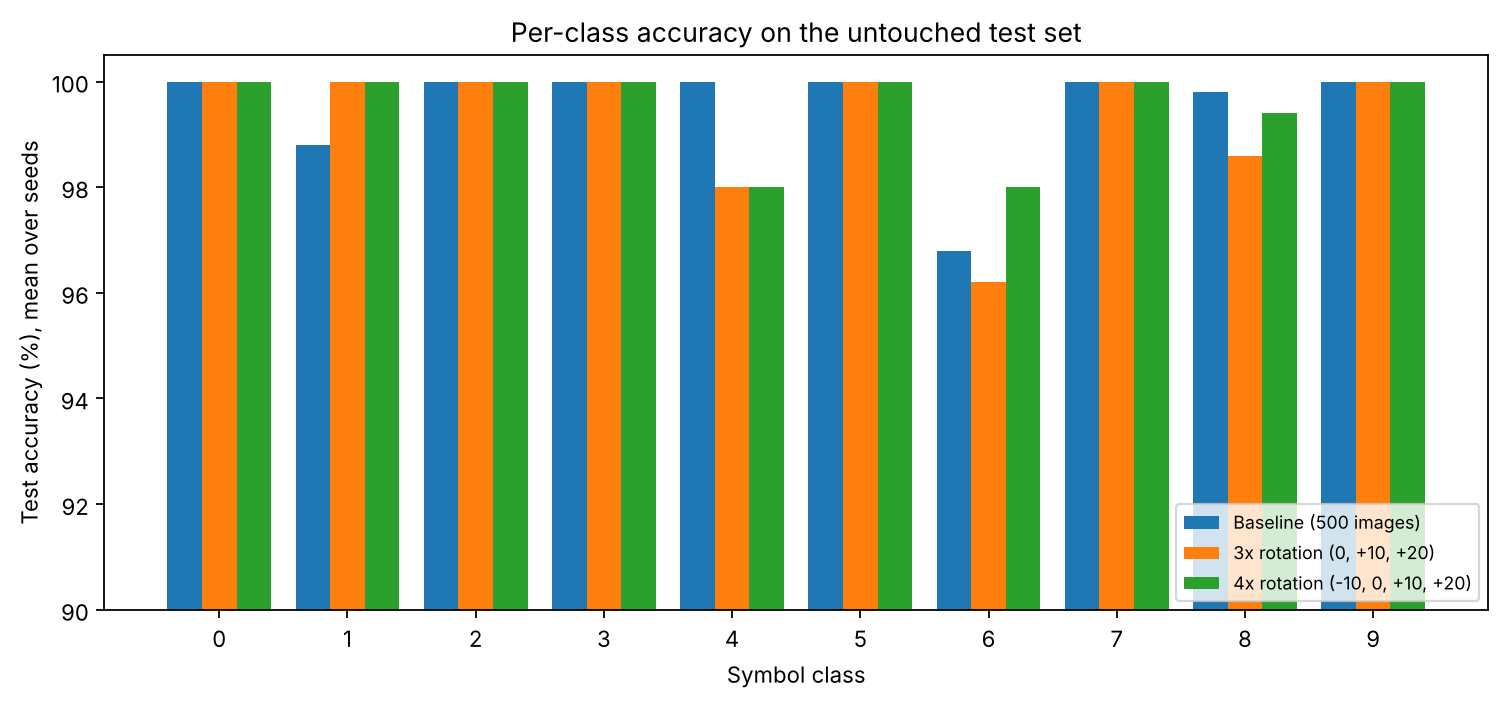 Per-class accuracy on the untouched test set
Test accuracy (%), mean over seeds
100
98
96
94
92
90
0 1 2 3 4 5 6 7 8 9
Symbol class
Baseline (500 images)
3x rotation (0, +10, +20)
4x rotation (-10, 0, +10, +20)